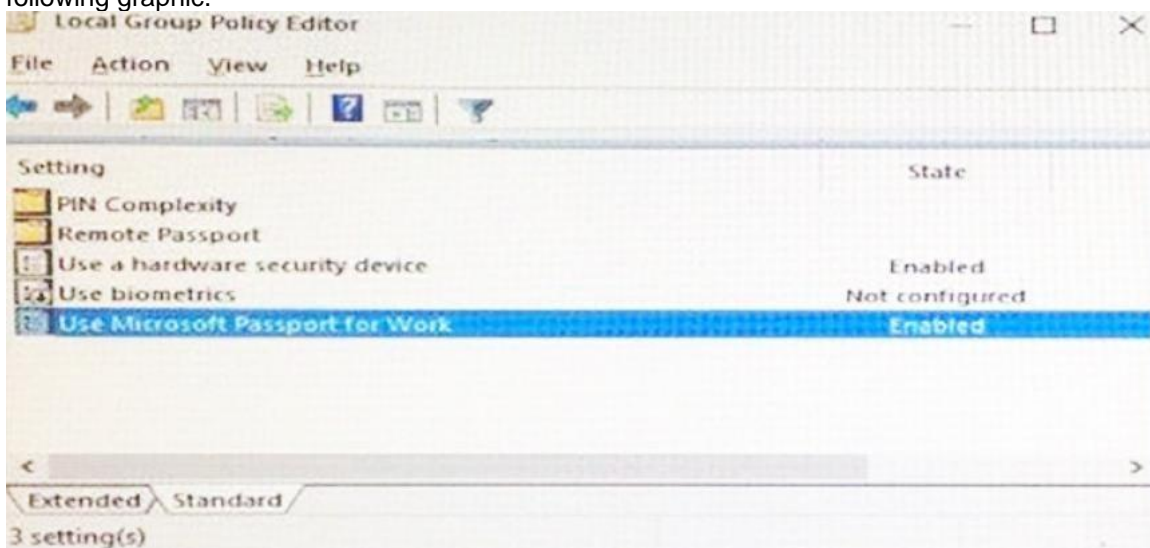 following graphic.
Local Group Policy Editor
File Action View Help
Setting State
PIN Complexity
Remote Passport
Use a hardware security device Enabled
Use biometrics Not configured
Use Microsoft Passport for Work Enabled
Extended Standard
3 setting(s)